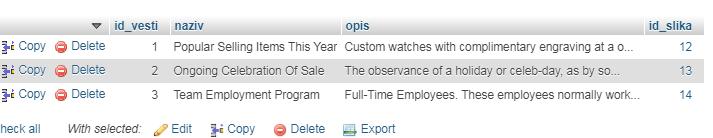 id_vesti naziv opis id_slika
Copy Delete 1 Popular Selling Items This Year Custom watches with complimentary engraving at a o... 12
Copy Delete 2 Ongoing Celebration Of Sale The observance of a holiday or celeb-day, as by so... 13
Copy Delete 3 Team Employment Program Full-Time Employees. These employees normally work... 14
heck all With selected: Edit Copy Delete Export